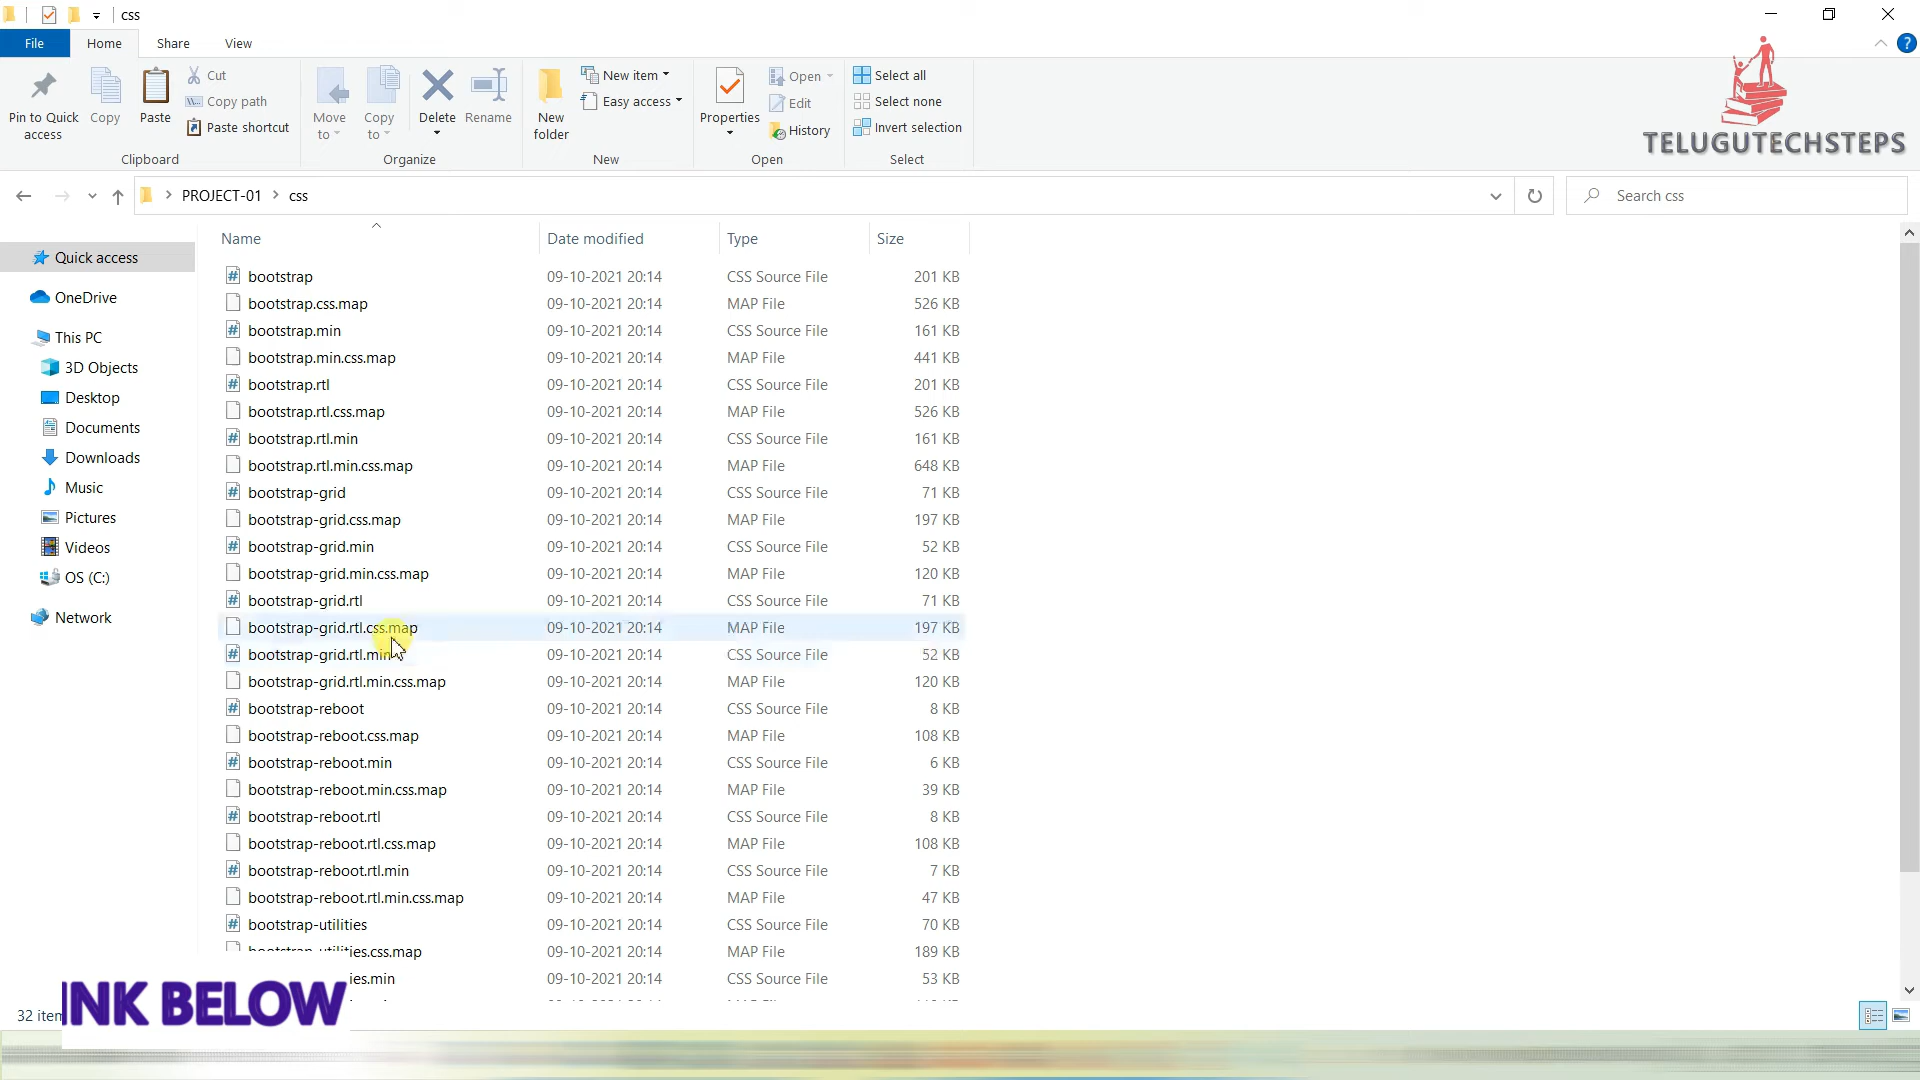 css
File Home Share View
Pin to Quick access
Copy
Paste
Cut
Copy path
Paste shortcut
Clipboard
Move to
Copy to
Delete
Rename
Organize
New folder
New item
Easy access
New
Properties
Open
Edit
History
Open
Select all
Select none
Invert selection
Select
?
TELUGUTECHSTEPS
PROJECT-01 css
Search css
Quick access
OneDrive
This PC
3D Objects
Desktop
Documents
Downloads
Music
Pictures
Videos
OS (C:)
Network
Name Date modified Type Size
bootstrap 09-10-2021 20:14 CSS Source File 201 KB
bootstrap.css.map 09-10-2021 20:14 MAP File 526 KB
bootstrap.min 09-10-2021 20:14 CSS Source File 161 KB
bootstrap.min.css.map 09-10-2021 20:14 MAP File 441 KB
bootstrap.rtl 09-10-2021 20:14 CSS Source File 201 KB
bootstrap.rtl.css.map 09-10-2021 20:14 MAP File 526 KB
bootstrap.rtl.min 09-10-2021 20:14 CSS Source File 161 KB
bootstrap.rtl.min.css.map 09-10-2021 20:14 MAP File 648 KB
bootstrap-grid 09-10-2021 20:14 CSS Source File 71 KB
bootstrap-grid.css.map 09-10-2021 20:14 MAP File 197 KB
bootstrap-grid.min 09-10-2021 20:14 CSS Source File 52 KB
bootstrap-grid.min.css.map 09-10-2021 20:14 MAP File 120 KB
bootstrap-grid.rtl 09-10-2021 20:14 CSS Source File 71 KB
bootstrap-grid.rtl.css.map 09-10-2021 20:14 MAP File 197 KB
bootstrap-grid.rtl.min 09-10-2021 20:14 CSS Source File 52 KB
bootstrap-grid.rtl.min.css.map 09-10-2021 20:14 MAP File 120 KB
bootstrap-reboot 09-10-2021 20:14 CSS Source File 8 KB
bootstrap-reboot.css.map 09-10-2021 20:14 MAP File 108 KB
bootstrap-reboot.min 09-10-2021 20:14 CSS Source File 6 KB
bootstrap-reboot.min.css.map 09-10-2021 20:14 MAP File 39 KB
bootstrap-reboot.rtl 09-10-2021 20:14 CSS Source File 8 KB
bootstrap-reboot.rtl.css.map 09-10-2021 20:14 MAP File 108 KB
bootstrap-reboot.rtl.min 09-10-2021 20:14 CSS Source File 7 KB
bootstrap-reboot.rtl.min.css.map 09-10-2021 20:14 MAP File 47 KB
bootstrap-utilities 09-10-2021 20:14 CSS Source File 70 KB
bootstrap-utilities.css.map 09-10-2021 20:14 MAP File 189 KB
ies.min 09-10-2021 20:14 CSS Source File 53 KB
32 item
INK BELOW